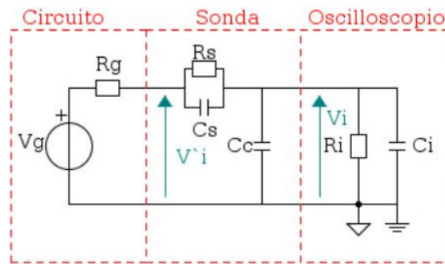 Circuito Sonda Oscilloscopio
Rg
Rs
Cs
Vg
V`i
Cc
Vi
Ri
Ci
+